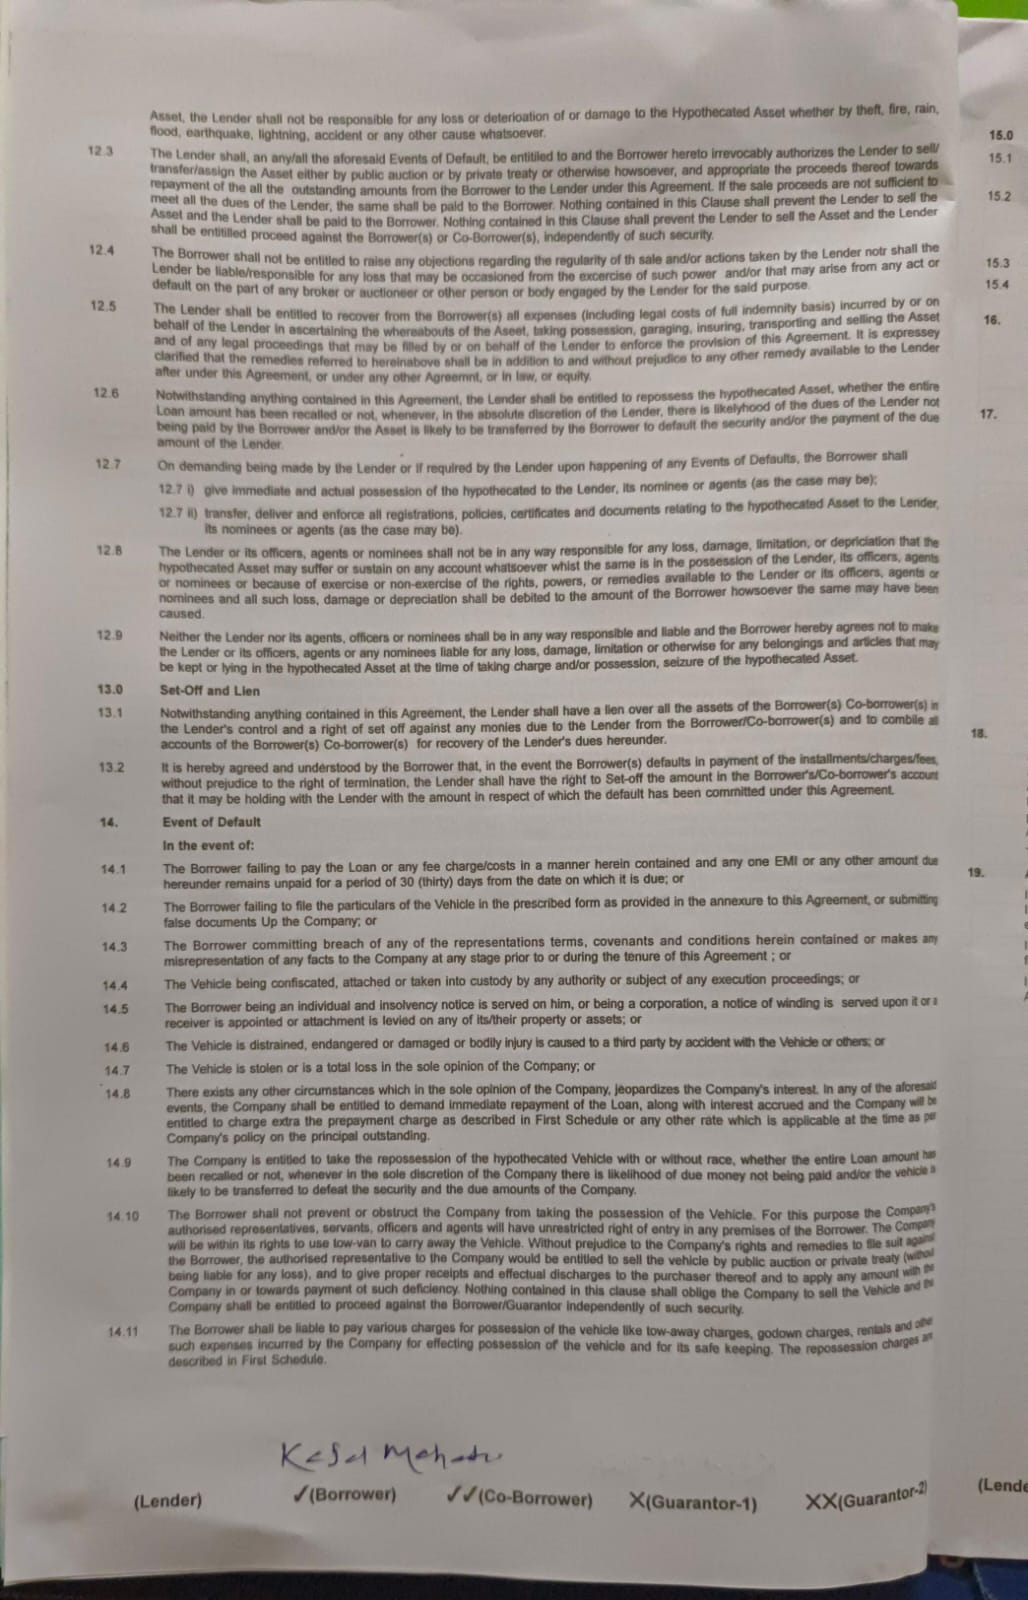 Asset, the Lender shall not be responsible for any loss or deterioation of or damage to the Hypothecated Asset whether by theft, fire, rain,
flood, earthquake, lightning, accident or any other cause whatsoever.
12.3 The Lender shall, an any/all the aforesaid Events of Default, be entitiled to and the Borrower hereto irrevocably authorizes the Lender to sell/
transfer/assign the Asset either by public auction or by private treaty or otherwise howsoever, and appropriate the proceeds thereof towards
repayment of the all the outstanding amounts from the Borrower to the Lender under this Agreement. If the sale proceeds are not sufficient to
meet all the dues of the Lender, the same shall be paid to the Borrower. Nothing contained in this Clause shall prevent the Lender to sell the
Asset and the Lender shall be paid to the Borrower. Nothing contained in this Clause shall prevent the Lender to sell the Asset and the Lender
shall be entitilled proceed against the Borrower(s) or Co-Borrower(s), independently of such security.
12.4 The Borrower shall not be entitled to raise any objections regarding the regularity of th sale and/or actions taken by the Lender notr shall the
Lender be liable/responsible for any loss that may be occasioned from the excercise of such power and/or that may arise from any act or
default on the part of any broker or auctioneer or other person or body engaged by the Lender for the said purpose.
12.5 The Lender shall be entitled to recover from the Borrower(s) all expenses (including legal costs of full indemnity basis) incurred by or on
behalf of the Lender in ascertaining the whereabouts of the Aseet, taking possession, garaging, insuring, transporting and selling the Asset
and of any legal proceedings that may be filled by or on behalf of the Lender to enforce the provision of this Agreement. It is expressey
clarified that the remedies referred to hereinabove shall be in addition to and without prejudice to any other remedy available to the Lender
after under this Agreement, or under any other Agreemnt, or in law, or equity.
12.6 Notwithstanding anything contained in this Agreement, the Lender shall be entitled to repossess the hypothecated Asset, whether the entire
Loan amount has been recalled or not, whenever, in the absolute discretion of the Lender, there is likelyhood of the dues of the Lender not
being paid by the Borrower and/or the Asset is likely to be transferred by the Borrower to default the security and/or the payment of the due
amount of the Lender.
12.7 On demanding being made by the Lender or if required by the Lender upon happening of any Events of Defaults, the Borrower shall
12.7 i) give immediate and actual possession of the hypothecated to the Lender, its nominee or agents (as the case may be);
12.7 ii) transfer, deliver and enforce all registrations, policies, certificates and documents relating to the hypothecated Asset to the Lender,
its nominees or agents (as the case may be).
12.8 The Lender or its officers, agents or nominees shall not be in any way responsible for any loss, damage, limitation, or depriciation that the
hypothecated Asset may suffer or sustain on any account whatsoever whist the same is in the possession of the Lender, its officers, agents
or nominees or because of exercise or non-exercise of the rights, powers, or remedies available to the Lender or its officers, agents or
nominees and all such loss, damage or depreciation shall be debited to the amount of the Borrower howsoever the same may have been
caused.
12.9 Neither the Lender nor its agents, officers or nominees shall be in any way responsible and liable and the Borrower hereby agrees not to make
the Lender or its officers, agents or any nominees liable for any loss, damage, limitation or otherwise for any belongings and articles that may
be kept or lying in the hypothecated Asset at the time of taking charge and/or possession, seizure of the hypothecated Asset.
13.0 Set-Off and Lien
13.1 Notwithstanding anything contained in this Agreement, the Lender shall have a lien over all the assets of the Borrower(s) Co-borrower(s) in
the Lender's control and a right of set off against any monies due to the Lender from the Borrower/Co-borrower(s) and to combile all
accounts of the Borrower(s) Co-borrower(s) for recovery of the Lender's dues hereunder.
13.2 It is hereby agreed and understood by the Borrower that, in the event the Borrower(s) defaults in payment of the installments/charges/fees,
without prejudice to the right of termination, the Lender shall have the right to Set-off the amount in the Borrower's/Co-borrower's account
that it may be holding with the Lender with the amount in respect of which the default has been committed under this Agreement.
14. Event of Default
In the event of:
14.1 The Borrower failing to pay the Loan or any fee charge/costs in a manner herein contained and any one EMI or any other amount due
hereunder remains unpaid for a period of 30 (thirty) days from the date on which it is due; or
14.2 The Borrower failing to file the particulars of the Vehicle in the prescribed form as provided in the annexure to this Agreement, or submitting
false documents Up the Company; or
14.3 The Borrower committing breach of any of the representations terms, covenants and conditions herein contained or makes any
misrepresentation of any facts to the Company at any stage prior to or during the tenure of this Agreement ; or
14.4 The Vehicle being confiscated, attached or taken into custody by any authority or subject of any execution proceedings; or
14.5 The Borrower being an individual and insolvency notice is served on him, or being a corporation, a notice of winding is served upon it or a
receiver is appointed or attachment is levied on any of its/their property or assets; or
14.6 The Vehicle is distrained, endangered or damaged or bodily injury is caused to a third party by accident with the Vehicle or others; or
14.7 The Vehicle is stolen or is a total loss in the sole opinion of the Company; or
14.8 There exists any other circumstances which in the sole opinion of the Company, jeopardizes the Company's interest. In any of the aforesaid
events, the Company shall be entitled to demand immediate repayment of the Loan, along with interest accrued and the Company will be
entitled to charge extra the prepayment charge as described in First Schedule or any other rate which is applicable at the time as per
Company's policy on the principal outstanding.
14.9 The Company is entitled to take the repossession of the hypothecated Vehicle with or without race, whether the entire Loan amount has
been recalled or not, whenever in the sole discretion of the Company there is likelihood of due money not being paid and/or the vehicle is
likely to be transferred to defeat the security and the due amounts of the Company.
14.10 The Borrower shall not prevent or obstruct the Company from taking the possession of the Vehicle. For this purpose the Company's
authorised representatives, servants, officers and agents will have unrestricted right of entry in any premises of the Borrower. The Company
will be within its rights to use tow-van to carry away the Vehicle. Without prejudice to the Company's rights and remedies to file suit against
the Borrower, the authorised representative to the Company would be entitled to sell the vehicle by public auction or private treaty (without
being liable for any loss), and to give proper receipts and effectual discharges to the purchaser thereof and to apply any amount with the
Company in or towards payment of such deficiency. Nothing contained in this clause shall oblige the Company to sell the Vehicle and the
Company shall be entitled to proceed against the Borrower/Guarantor independently of such security.
14.11 The Borrower shall be liable to pay various charges for possession of the vehicle like tow-away charges, godown charges, rentals and other
such expenses incurred by the Company for effecting possession of the vehicle and for its safe keeping. The repossession charges are
described in First Schedule.
(Lender) ✓(Borrower) ✓✓(Co-Borrower) X(Guarantor-1) XX(Guarantor-2)
15.0
15.1
15.2
15.3
15.4
16.
17.
18.
19.
(Lende